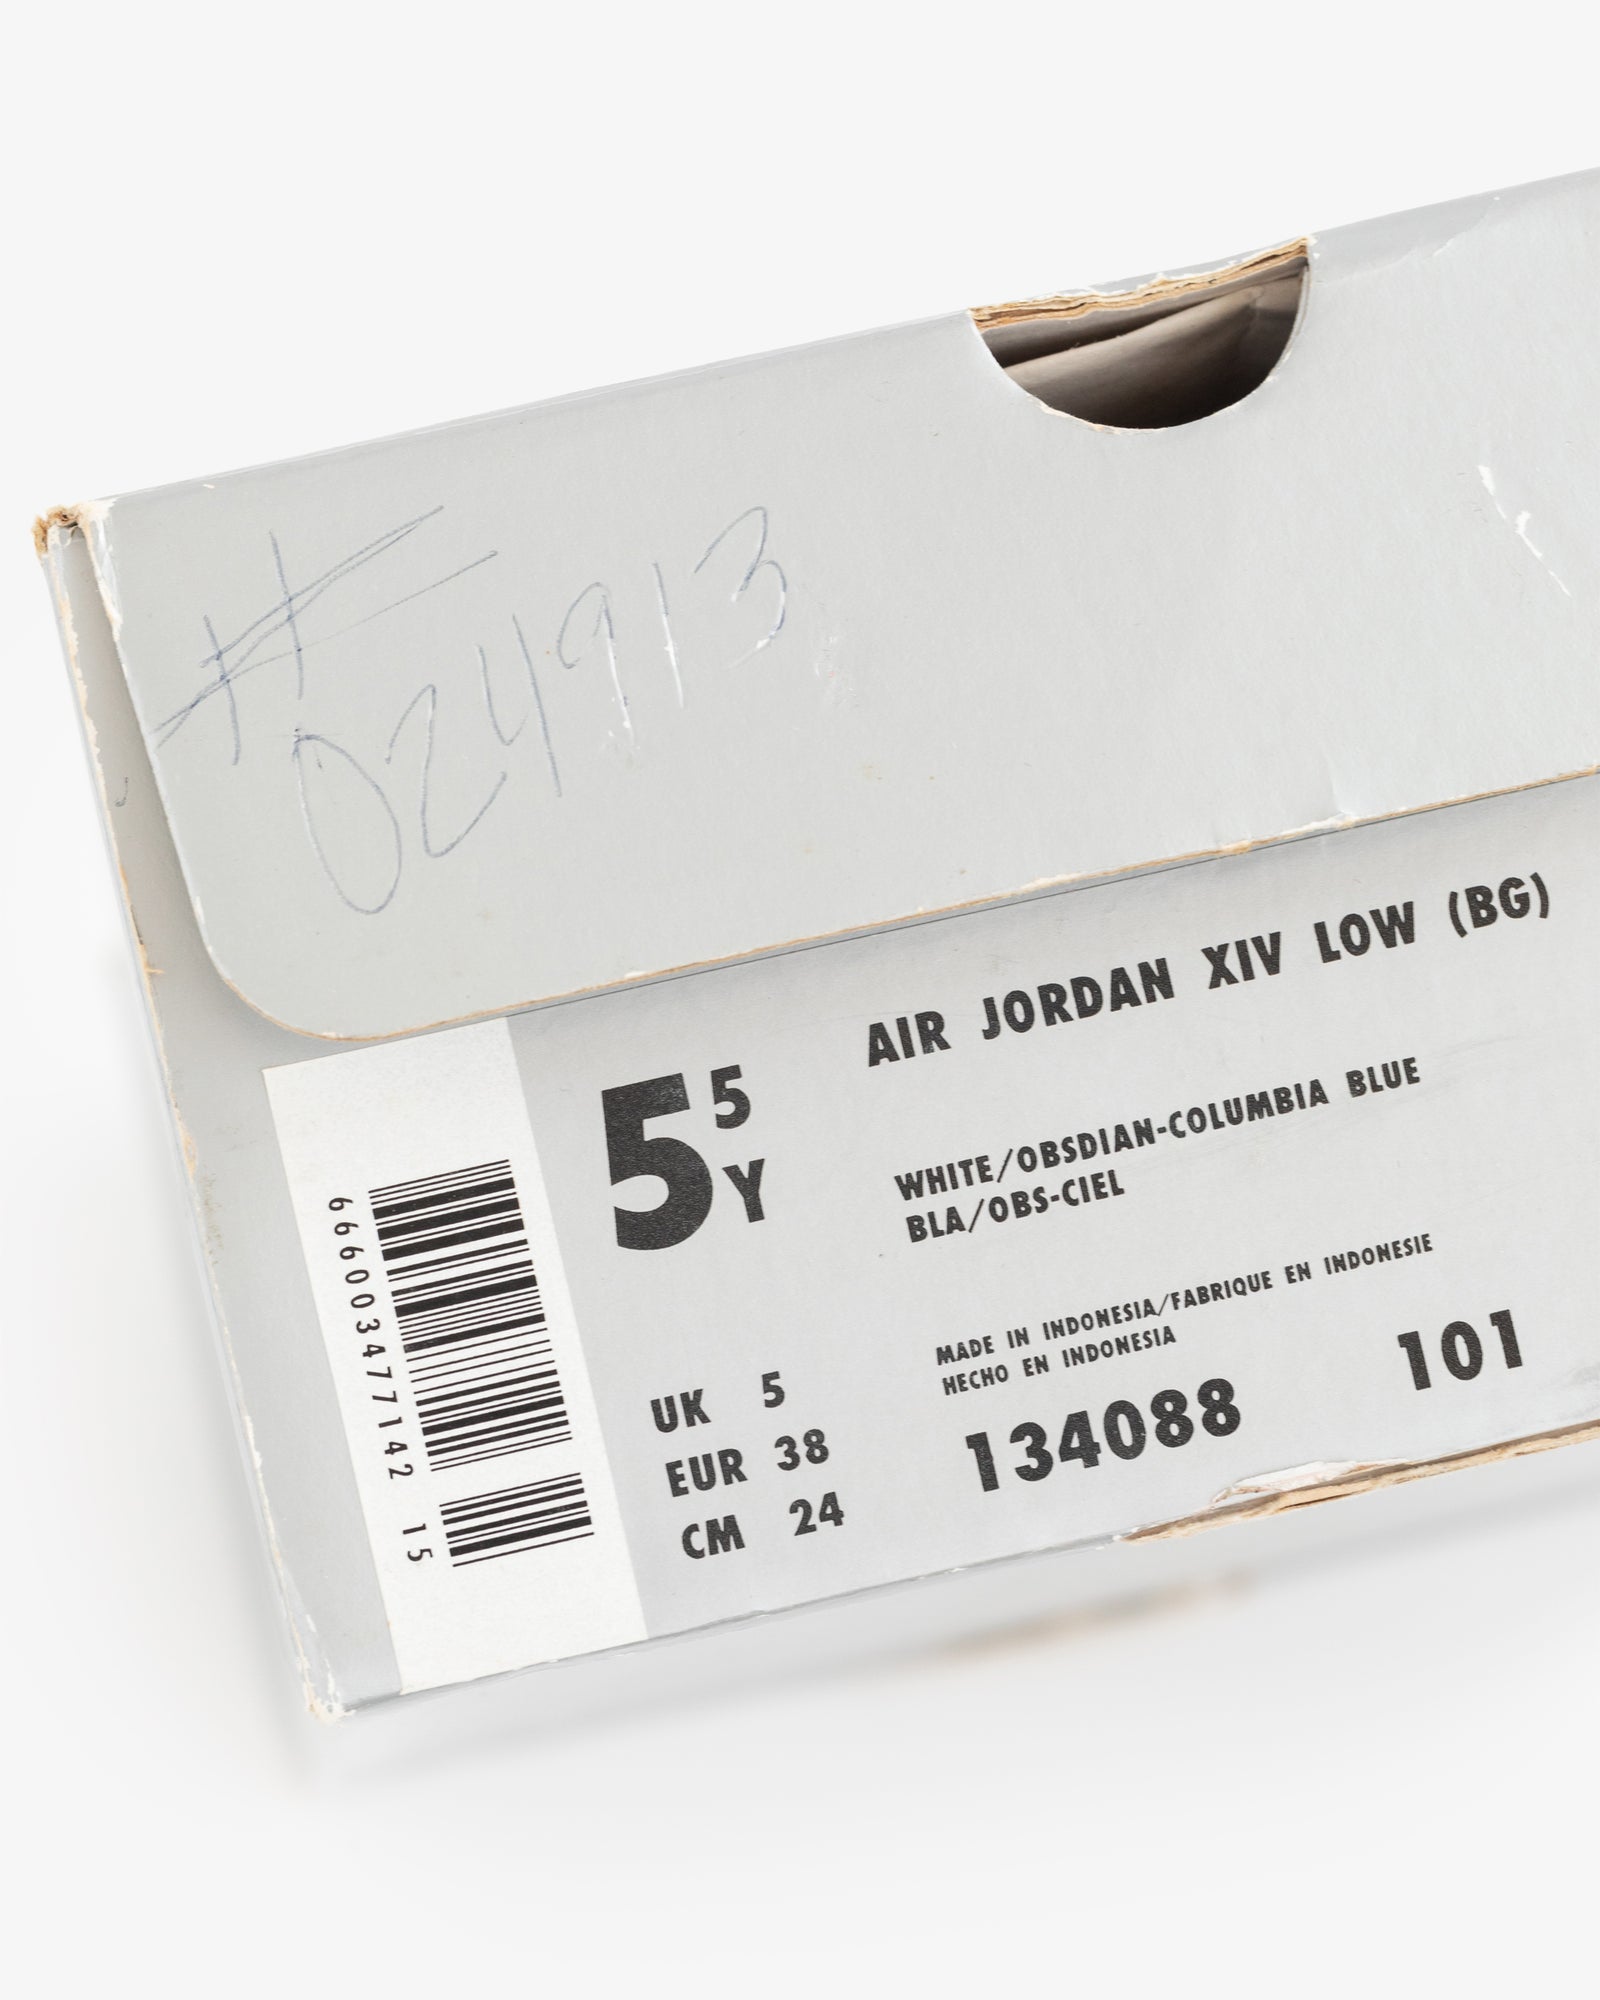 # 024913
AIR JORDAN XIV LOW (BG)
5 5 Y
WHITE/OBSDIAN-COLUMBIA BLUE
BLA/OBS-CIEL
MADE IN INDONESIA/FABRIQUE EN INDONESIE
HECHO EN INDONESIA
UK 5
EUR 38
CM 24
134088 101
666003477142 15